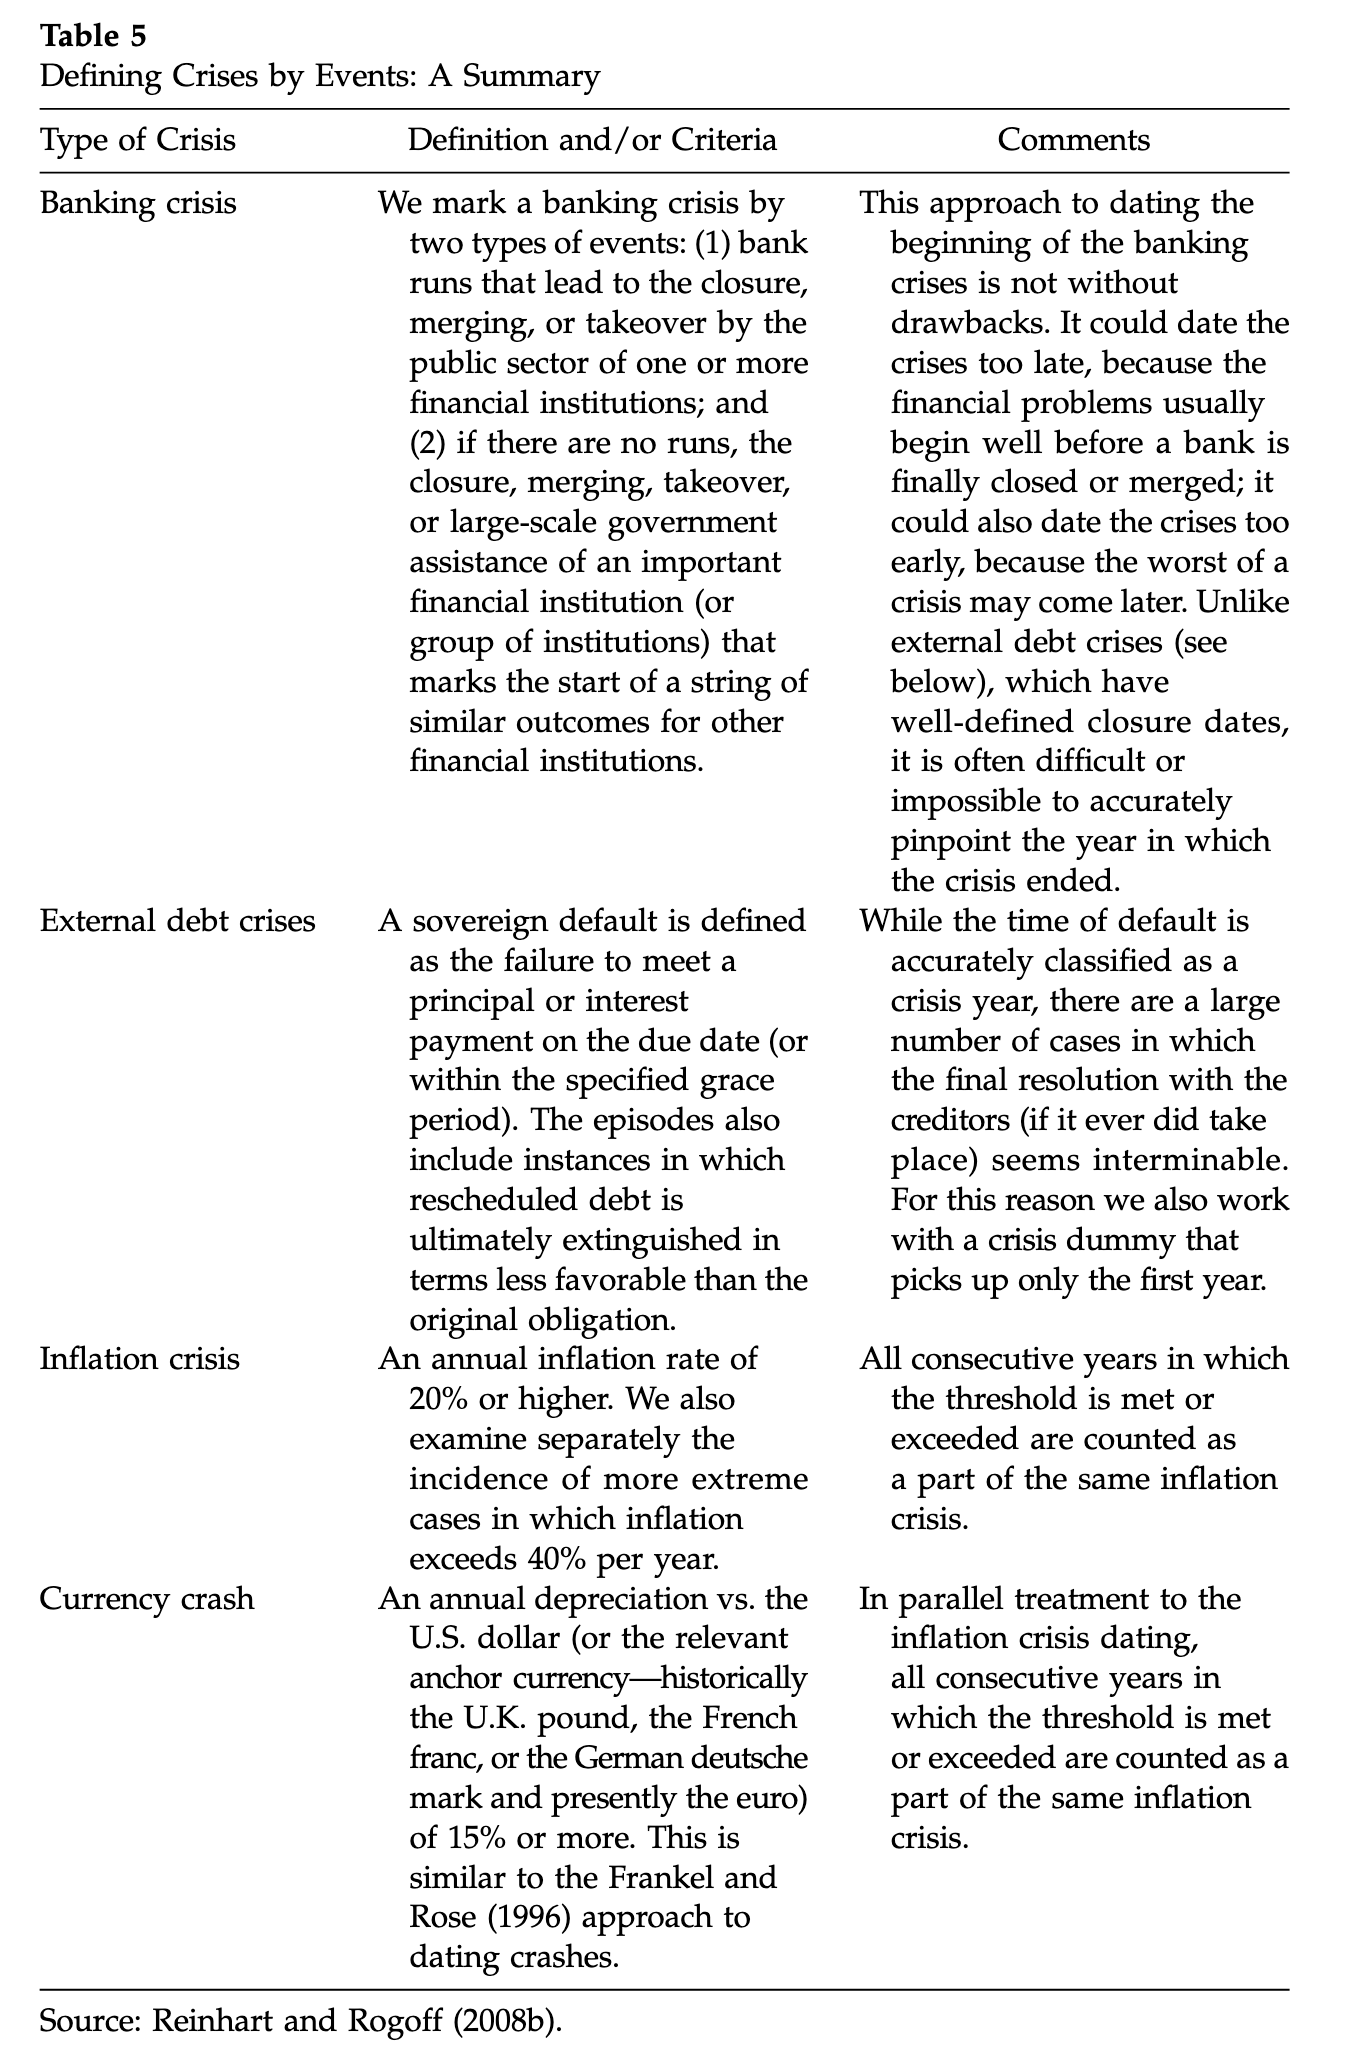 Table 5
Defining Crises by Events: A Summary
Type of Crisis
Definition and/or Criteria
Comments
Banking crisis
We mark a banking crisis by
two types of events: (1) bank
runs that lead to the closure,
merging, or takeover by the
public sector of one or more
financial institutions; and
(2) if there are no runs, the
closure, merging, takeover,
or large-scale government
assistance of an important
financial institution (or
group of institutions) that
marks the start of a string of
similar outcomes for other
financial institutions.
This approach to dating the
beginning of the banking
crises is not without
drawbacks. It could date the
crises too late, because the
financial problems usually
begin well before a bank is
finally closed or merged; it
could also date the crises too
early, because the worst of a
crisis may come later. Unlike
external debt crises (see
below), which have
well-defined closure dates,
it is often difficult or
impossible to accurately
pinpoint the year in which
the crisis ended.
External debt crises
A sovereign default is defined
as the failure to meet a
principal or interest
payment on the due date (or
within the specified grace
period). The episodes also
include instances in which
rescheduled debt is
ultimately extinguished in
terms less favorable than the
original obligation.
While the time of default is
accurately classified as a
crisis year, there are a large
number of cases in which
the final resolution with the
creditors (if it ever did take
place) seems interminable.
For this reason we also work
with a crisis dummy that
picks up only the first year.
Inflation crisis
An annual inflation rate of
20% or higher. We also
examine separately the
incidence of more extreme
cases in which inflation
exceeds 40% per year.
All consecutive years in which
the threshold is met or
exceeded are counted as
a part of the same inflation
crisis.
Currency crash
An annual depreciation vs. the
U.S. dollar (or the relevant
anchor currency—historically
the U.K. pound, the French
franc, or the German deutsche
mark and presently the euro)
of 15% or more. This is
similar to the Frankel and
Rose (1996) approach to
dating crashes.
In parallel treatment to the
inflation crisis dating,
all consecutive years in
which the threshold is met
or exceeded are counted as a
part of the same inflation
crisis.
Source: Reinhart and Rogoff (2008b).